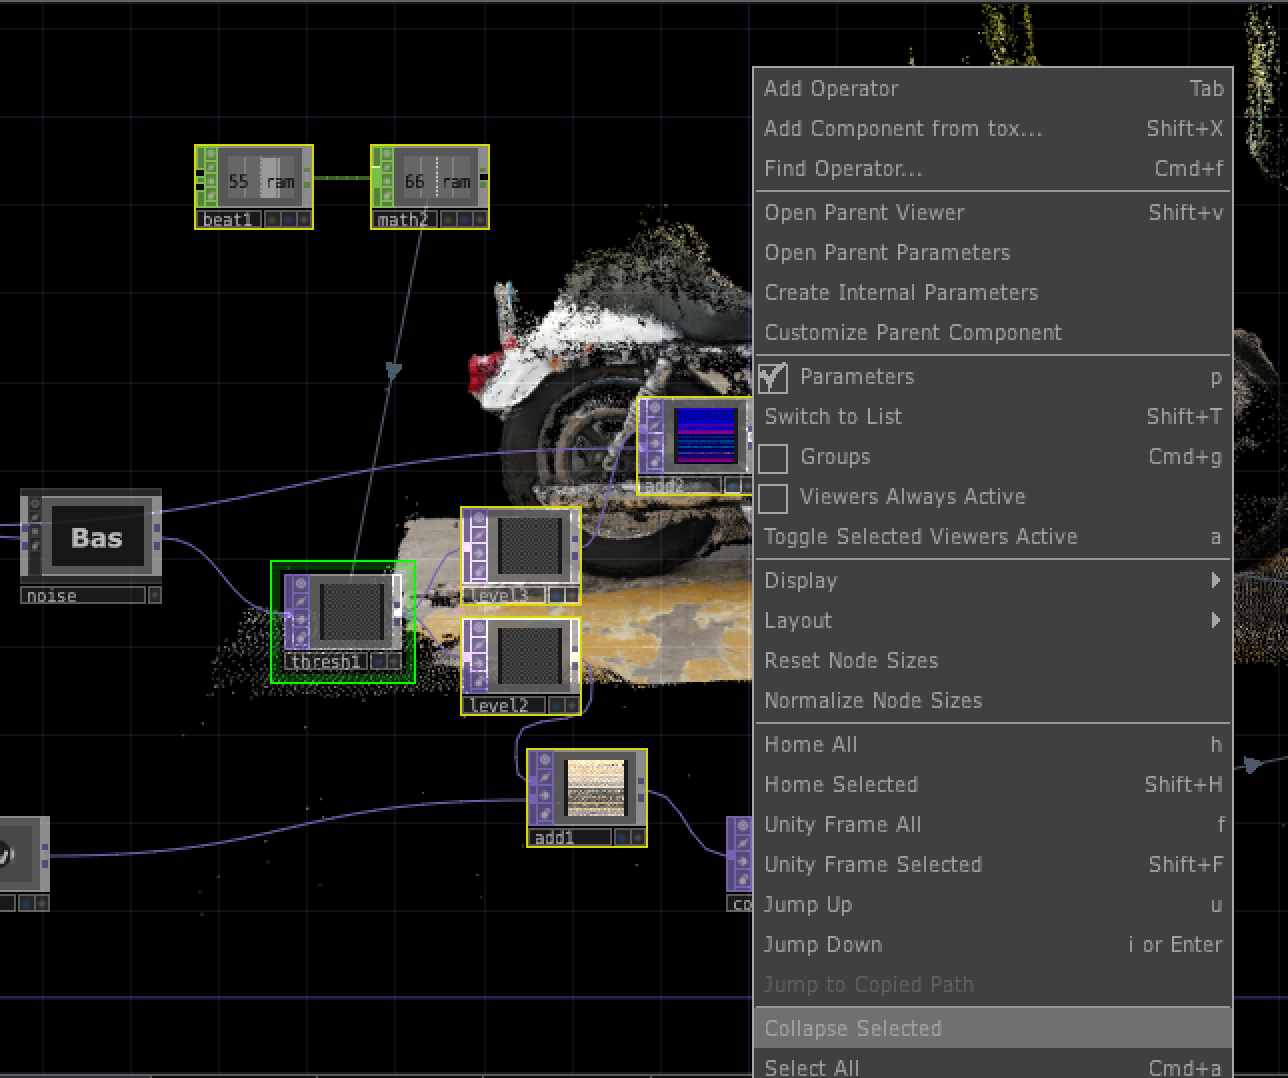 Add Operator Tab
Add Component from tox... Shift+X
Find Operator... Cmd+f
55 ram
beat1
66 ram
math2
Open Parent Viewer Shift+v
Open Parent Parameters
Create Internal Parameters
Customize Parent Component
Parameters p
Switch to List Shift+T
Groups Cmd+g
add2
Viewers Always Active
Toggle Selected Viewers Active a
Bas
noise
level3
Display
Layout
thresh1
Reset Node Sizes
level2
Normalize Node Sizes
Home All h
Home Selected Shift+H
add1
Unity Frame All f
Unity Frame Selected Shift+F
co
Jump Up u
Jump Down i or Enter
Jump to Copied Path
Collapse Selected
Select All Cmd+a